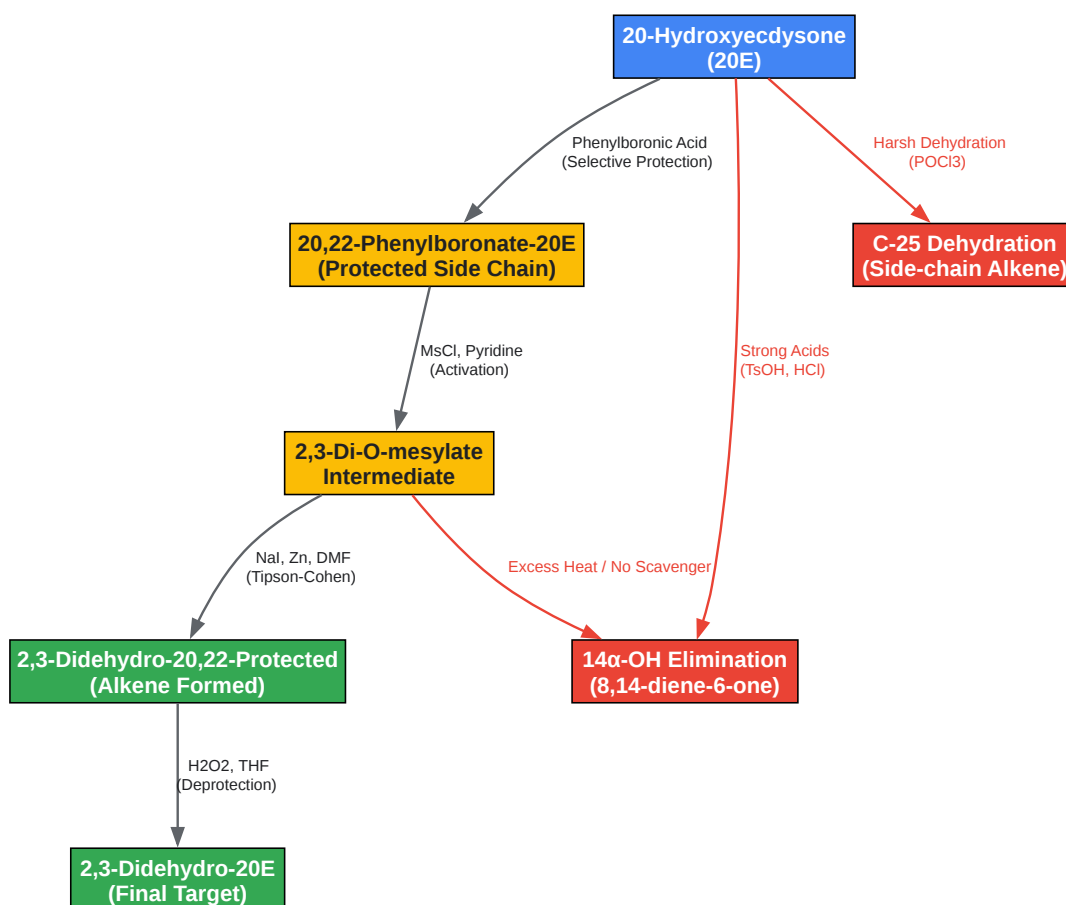 20-Hydroxyecdysone
(20E)
Phenylboronic Acid
(Selective Protection)
Harsh Dehydration
(POCl3)
20,22-Phenylboronate-20E
(Protected Side Chain)
C-25 Dehydration
(Side-chain Alkene)
MsCl, Pyridine
(Activation)
Strong Acids
(TsOH, HCl)
2,3-Di-O-mesylate
Intermediate
NaI, Zn, DMF
(Tipson-Cohen)
Excess Heat / No Scavenger
2,3-Didehydro-20,22-Protected
(Alkene Formed)
14α-OH Elimination
(8,14-diene-6-one)
H2O2, THF
(Deprotection)
2,3-Didehydro-20E
(Final Target)